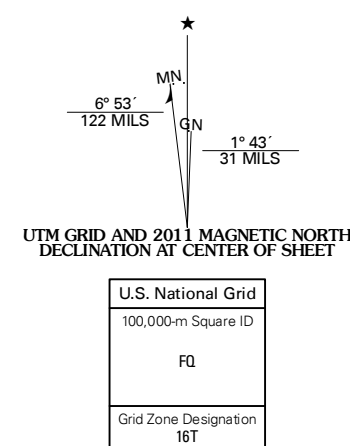 ★
MN.
GN
6° 53´
122 MILS
1° 43´
31 MILS
UTM GRID AND 2011 MAGNETIC NORTH
DECLINATION AT CENTER OF SHEET
U.S. National Grid
100,000-m Square ID
FQ
Grid Zone Designation
16T